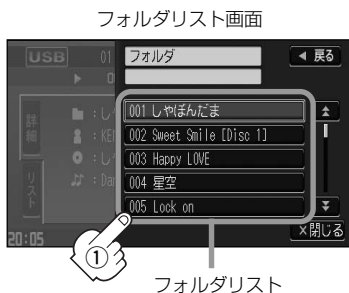 フォルダリスト画面
USB 01 フォルダ ◀ 戻る
001 しゃぼんだま
詳細
002 Sweet Smile [Disc 1]
003 Happy LOVE
004 星空
リスト
005 Lock on
20:05
×閉じる
①
フォルダリスト